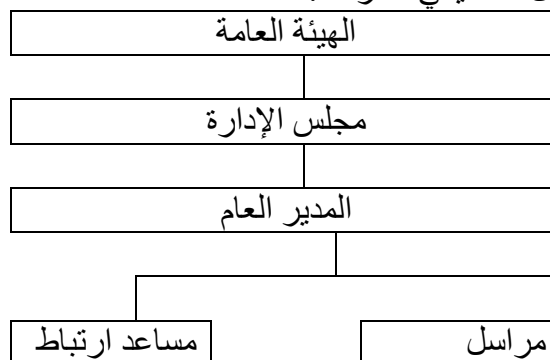 الهيئة العامة
مجلس الإدارة
المدير العام
مراسل
مساعد ارتباط